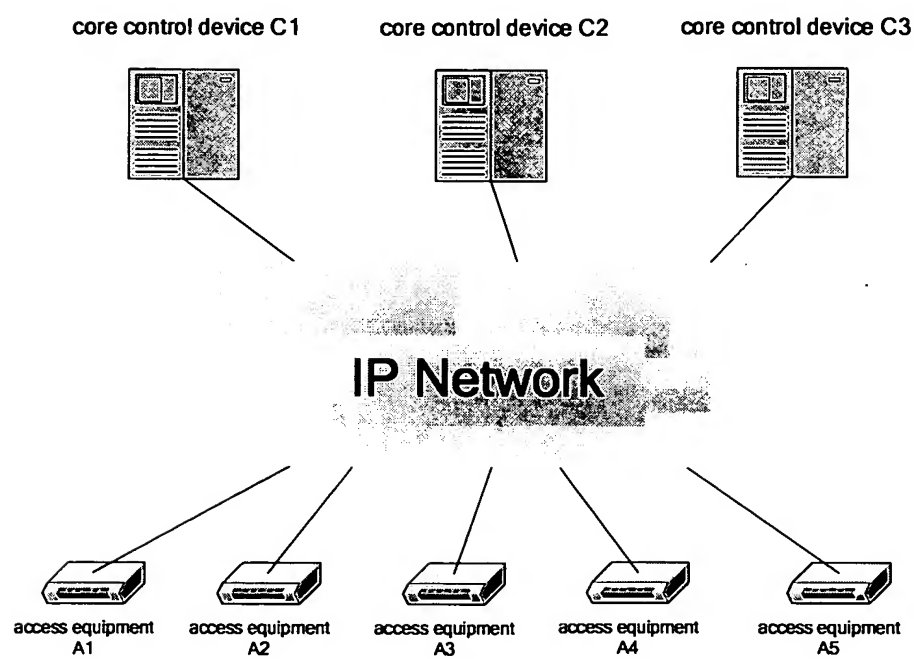 core control device C1
core control device C2
core control device C3
IP Network
access equipment
A1
access equipment
A2
access equipment
A3
access equipment
A4
access equipment
A5